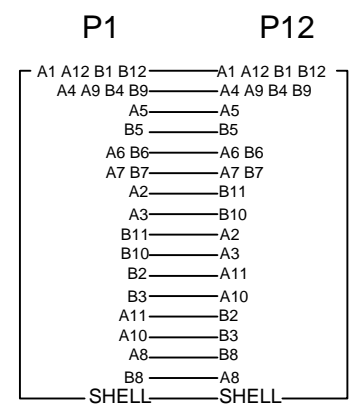 P1 P12
A1 A12 B1 B12 A1 A12 B1 B12
A4 A9 B4 B9 A4 A9 B4 B9
A5 A5
B5 B5
A6 B6 A6 B6
A7 B7 A7 B7
A2 B11
A3 B10
B11 A2
B10 A3
B2 A11
B3 A10
A11 B2
A10 B3
A8 B8
B8 A8
SHELL SHELL